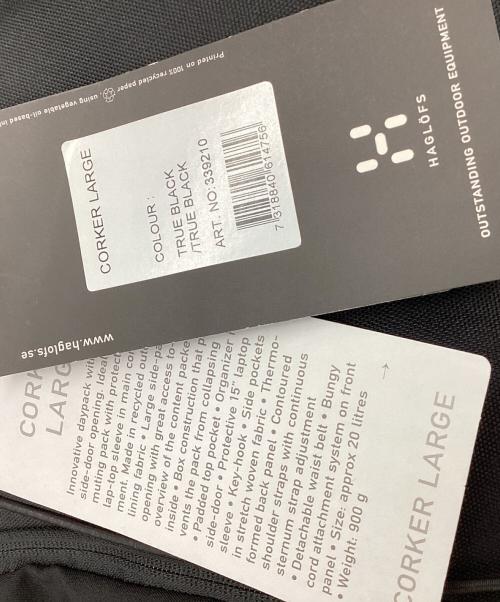 Printed on 100% recycled paper, using vegetable oil-based
CORKER LARGE
COLOUR :
TRUE BLACK
/TRUE BLACK
ART. NO:339210
7 318840 614756
HAGLÖFS
OUTSTANDING OUTDOOR EQUIPMENT
www.haglofs.se
CORK
LARG
Innovative daypack with
side-door opening. Ideal
muting pack with protect
lap-top sleeve in main com
ment. Made in recycled oute
lining fabric • Large side-pa
opening with great access to-
overview of the content packe
inside • Box construction that p
vents the pack from collapsing
• Padded top pocket • Organizer
side-door • Protective 15" laptop
sleeve • Key-hook • Side pockets
in stretch woven fabric • Thermo-
formed back panel • Contoured
shoulder straps with continuous
sternum strap adjustment
• Detachable waist belt • Bungy
cord attachment system on front
panel • Size: approx 20 litres
• Weight: 900 g
→
CORKER LARGE